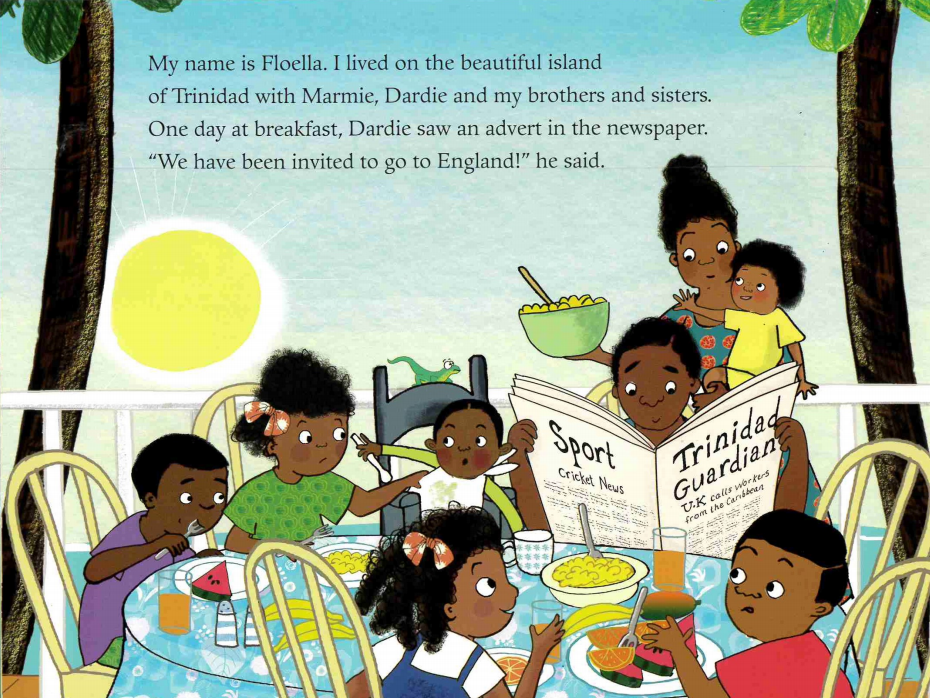 My name is Floella. I lived on the beautiful island
of Trinidad with Marmie, Dardie and my brothers and sisters.
One day at breakfast, Dardie saw an advert in the newspaper.
“We have been invited to go to England!” he said.
Sport
Cricket News
Trinidad
Guardian
U.K calls workers
from the Caribbean